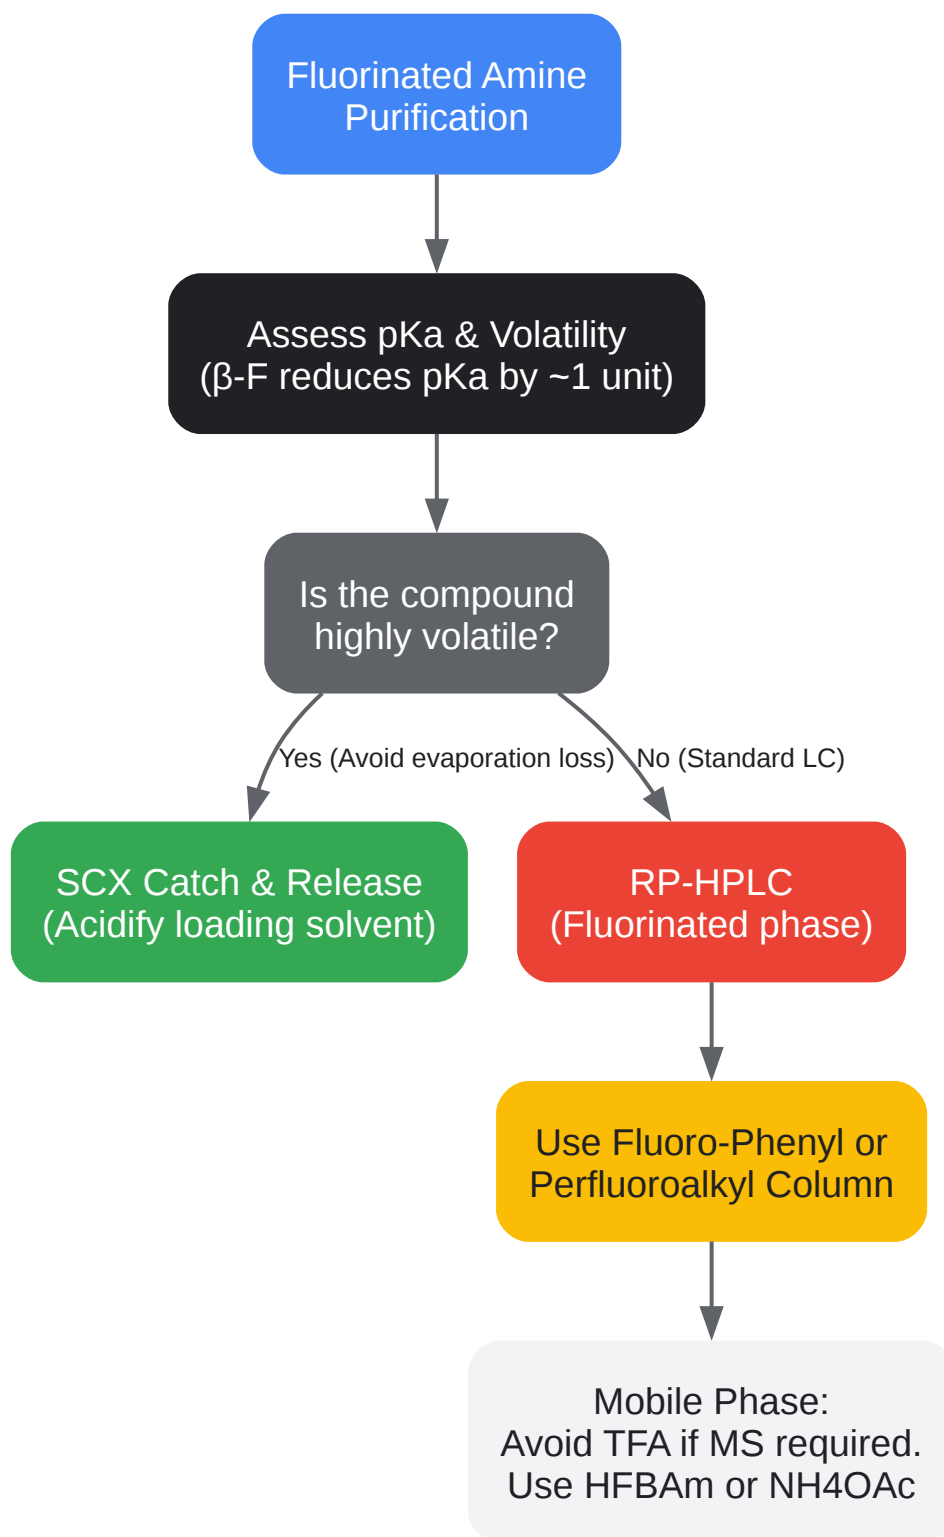 Fluorinated Amine
Purification
Assess pKa & Volatility
(β-F reduces pKa by ~1 unit)
Is the compound
highly volatile?
Yes (Avoid evaporation loss)
No (Standard LC)
SCX Catch & Release
(Acidify loading solvent)
RP-HPLC
(Fluorinated phase)
Use Fluoro-Phenyl or
Perfluoroalkyl Column
Mobile Phase:
Avoid TFA if MS required.
Use HFBAm or NH4OAc